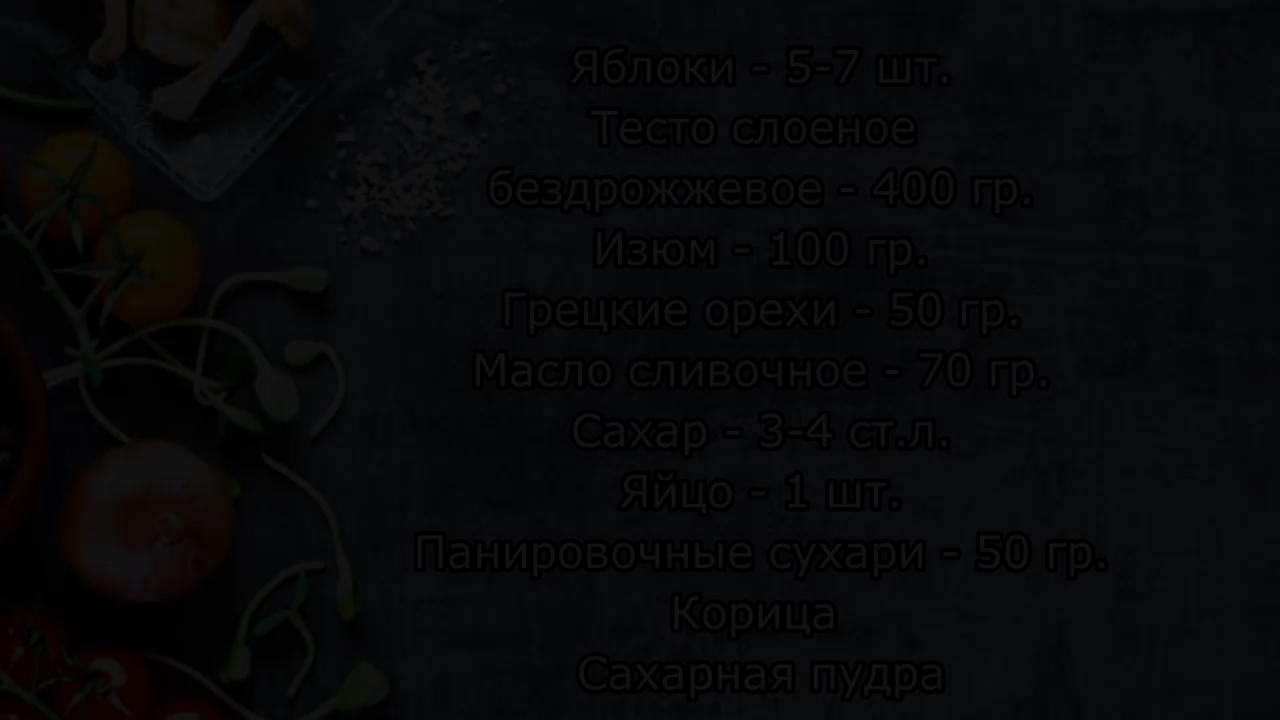 Яблоки - 5-7 шт.
Тесто слоеное
бездрожжевое - 400 гр.
Изюм - 100 гр.
Грецкие орехи - 50 гр.
Масло сливочное - 70 гр.
Сахар - 3-4 ст.л.
Яйцо - 1 шт.
Панировочные сухари - 50 гр.
Корица
Сахарная пудра